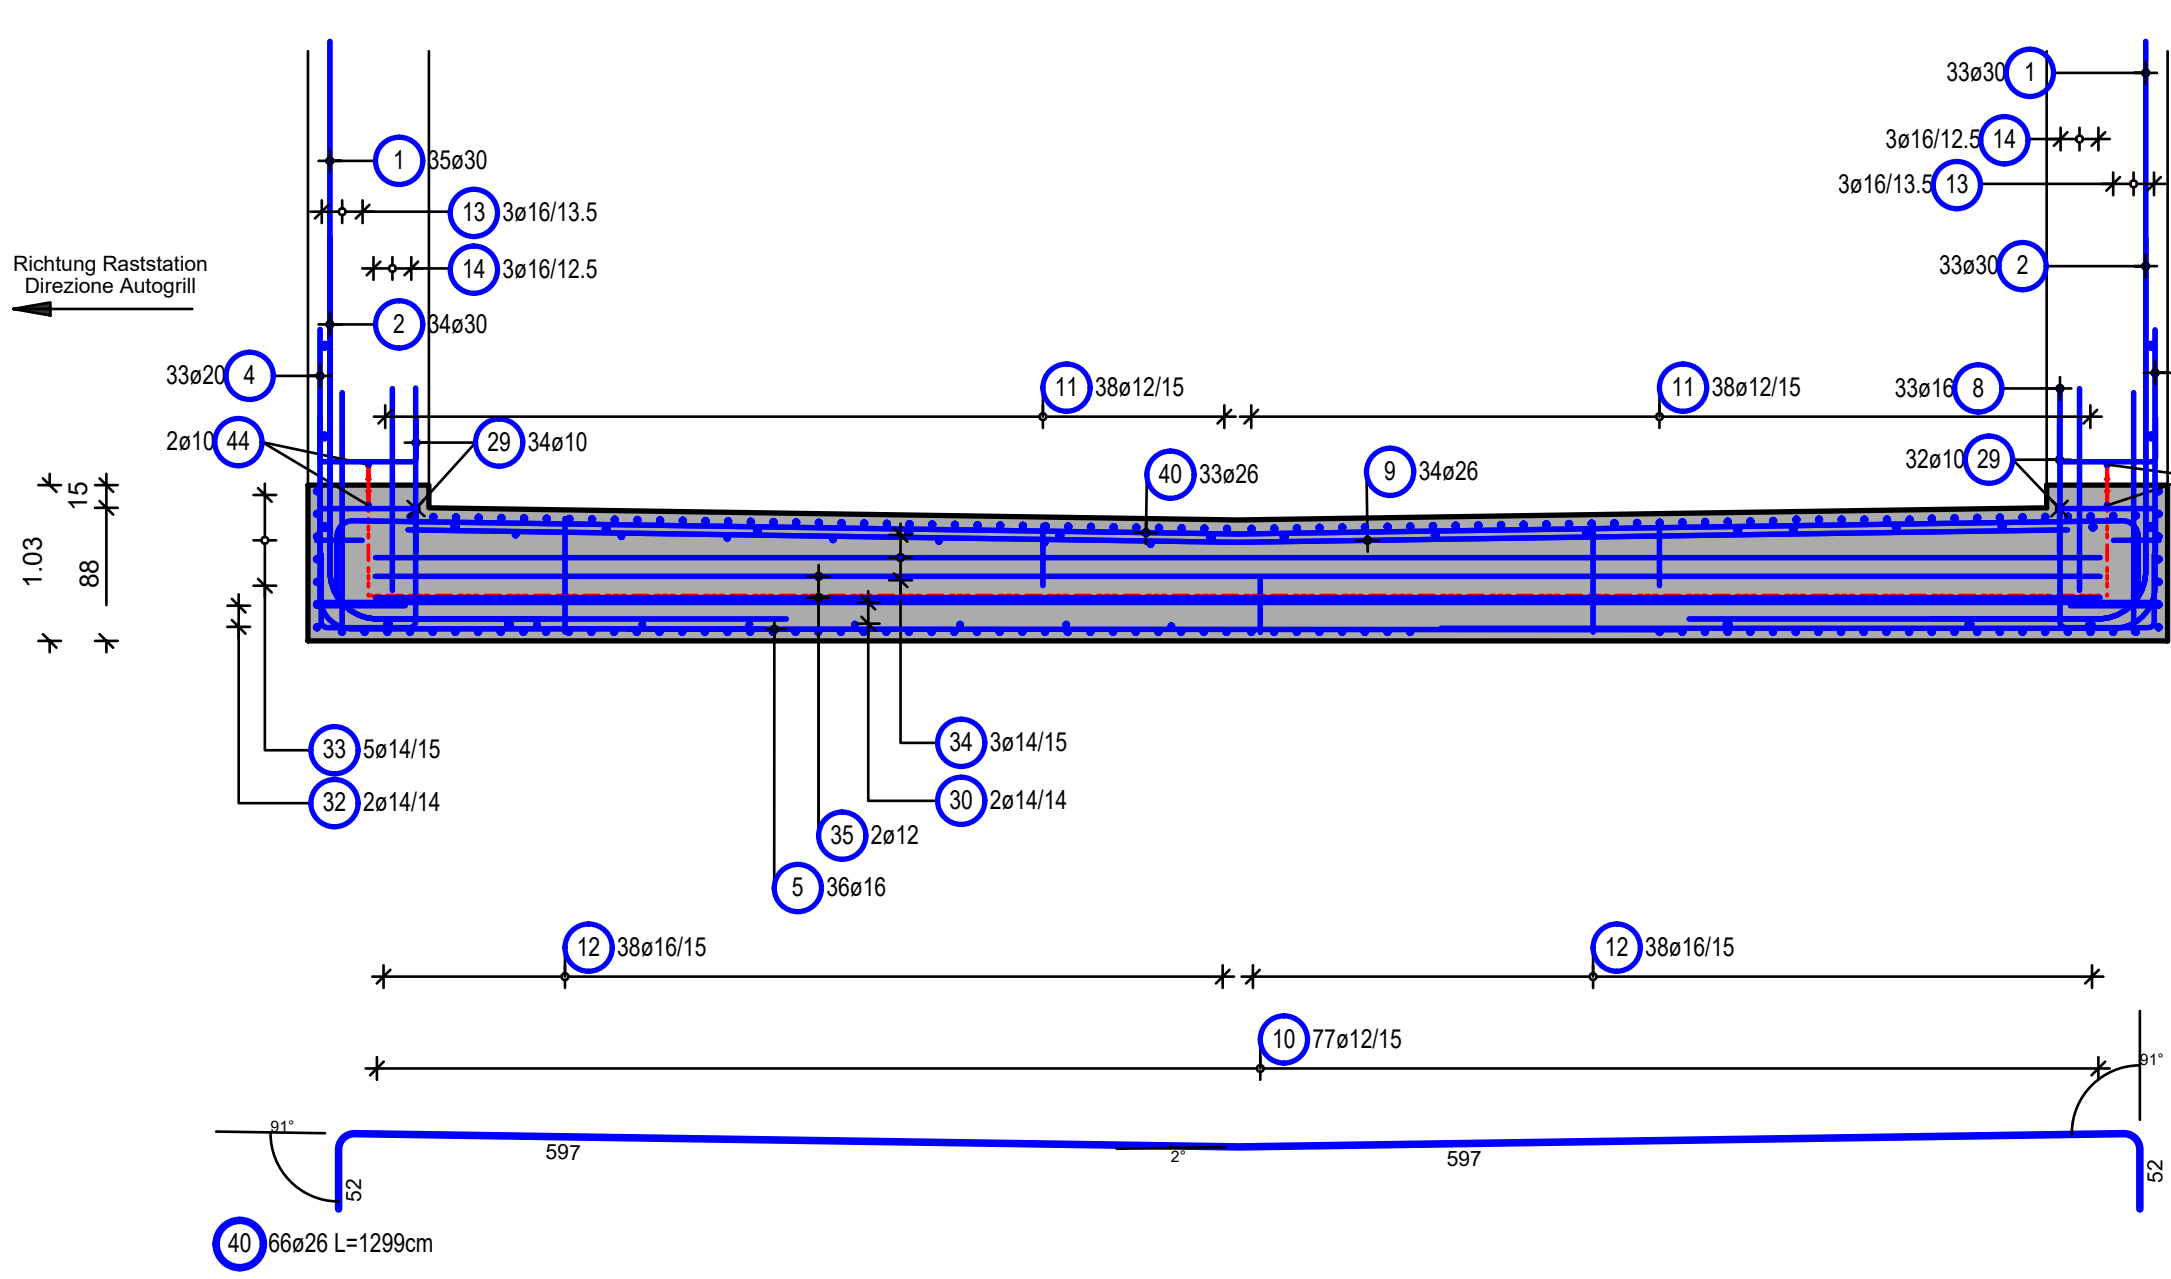 33ø30 1
3ø16/12.5 14
1 35ø30
3ø16/13.5 13
13 3ø16/13.5
Richtung Raststation
Direzione Autogrill
14 3ø16/12.5
33ø30 2
2 34ø30
33ø20 4
11 38ø12/15
11 38ø12/15
33ø16 8
2ø10 44
29 34ø10
40 33ø26
9 34ø26
32ø10 29
15
1.03
88
33 5ø14/15
34 3ø14/15
32 2ø14/14
30 2ø14/14
35 2ø12
5 36ø16
12 38ø16/15
12 38ø16/15
10 77ø12/15
91°
91°
597
2°
597
52
52
40 66ø26 L=1299cm